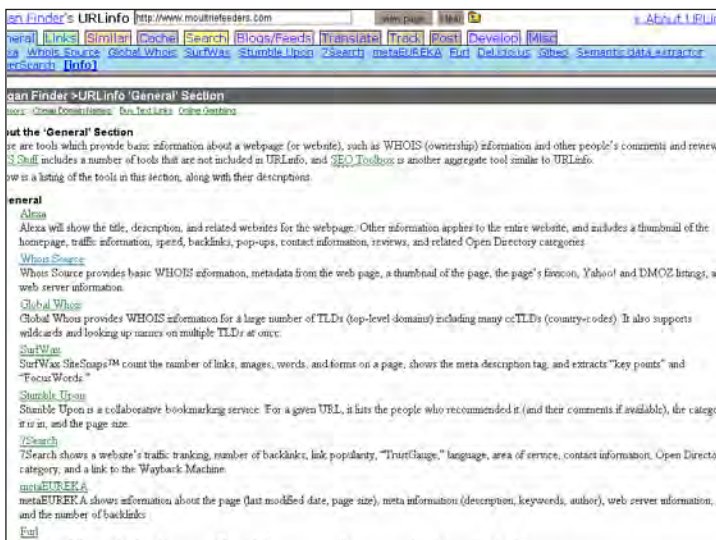 an Finder's URLinfo http://www.moultriefeeders.com view page clear
neral Links Similar Cache Search Blogs/Feeds Translate Track Post Develop Misc
xa Whois Source Global Whois SurfWax Stumble Upon 7Search metaEUREKA Furl Del.icio.us Gibeo Semantic data extractor
erSearch [Info]
gan Finder >URLinfo 'General' Section
Cheap Domain Names Buy Text Links Online Gambling
out the 'General' Section
se are tools which provide basic information about a webpage (or website), such as WHOIS (ownership) information and other people's comments and review
S Stuff includes a number of tools that are not included in URLinfo, and SEO Toolbox is another aggregate tool similar to URLinfo.
ow is a listing of the tools in this section, along with their descriptions.
eneral
Alexa
Alexa will show the title, description, and related websites for the webpage. Other information applies to the entire website, and includes a thumbnail of the
homepage, traffic information, speed, backlinks, pop-ups, contact information, reviews, and related Open Directory categories.
Whois Source
Whois Source provides basic WHOIS information, metadata from the web page, a thumbnail of the page, the page's favicon, Yahoo! and DMOZ listings, a
web server information.
Global Whois
Global Whois provides WHOIS information for a large number of TLDs (top-level domains) including many ccTLDs (country-codes). It also supports
wildcards and looking up names on multiple TLDs at once.
SurfWax
SurfWax SiteSnaps™ count the number of links, images, words, and forms on a page, shows the meta description tag, and extracts "key points" and
"FocusWords."
Stumble Upon
Stumble Upon is a collaborative bookmarking service. For a given URL, it lists the people who recommended it (and their comments if available), the catego
it is in, and the page size.
7Search
7Search shows a website's traffic ranking, number of backlinks, link popularity, "TrustGauge," language, area of service, contact information, Open Directo
category, and a link to the Wayback Machine.
metaEUREKA
metaEUREKA shows information about the page (last modified date, page size), meta information (description, keywords, author), web server information,
and the number of backlinks
Furl